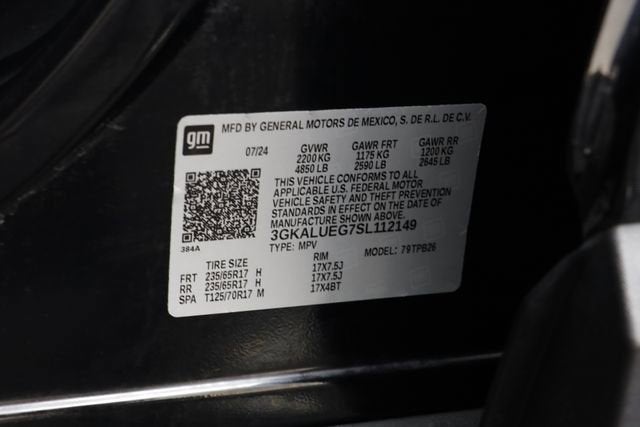 gm
MFD BY GENERAL MOTORS DE MEXICO, S. DE R.L. DE C.V.
07/24 GVWR GAWR FRT GAWR RR
2200 KG 1175 KG 1200 KG
4850 LB 2590 LB 2645 LB
THIS VEHICLE CONFORMS TO ALL
APPLICABLE U.S. FEDERAL MOTOR
VEHICLE SAFETY AND THEFT PREVENTION
STANDARDS IN EFFECT ON THE DATE OF
MANUFACTURE SHOWN ABOVE.
3GKALUEG7SL112149
384A
TYPE: MPV MODEL: 79TPB26
TIRE SIZE RIM
FRT 235/65R17 H 17X7.5J
RR 235/65R17 H 17X7.5J
SPA T125/70R17 M 17X4BT